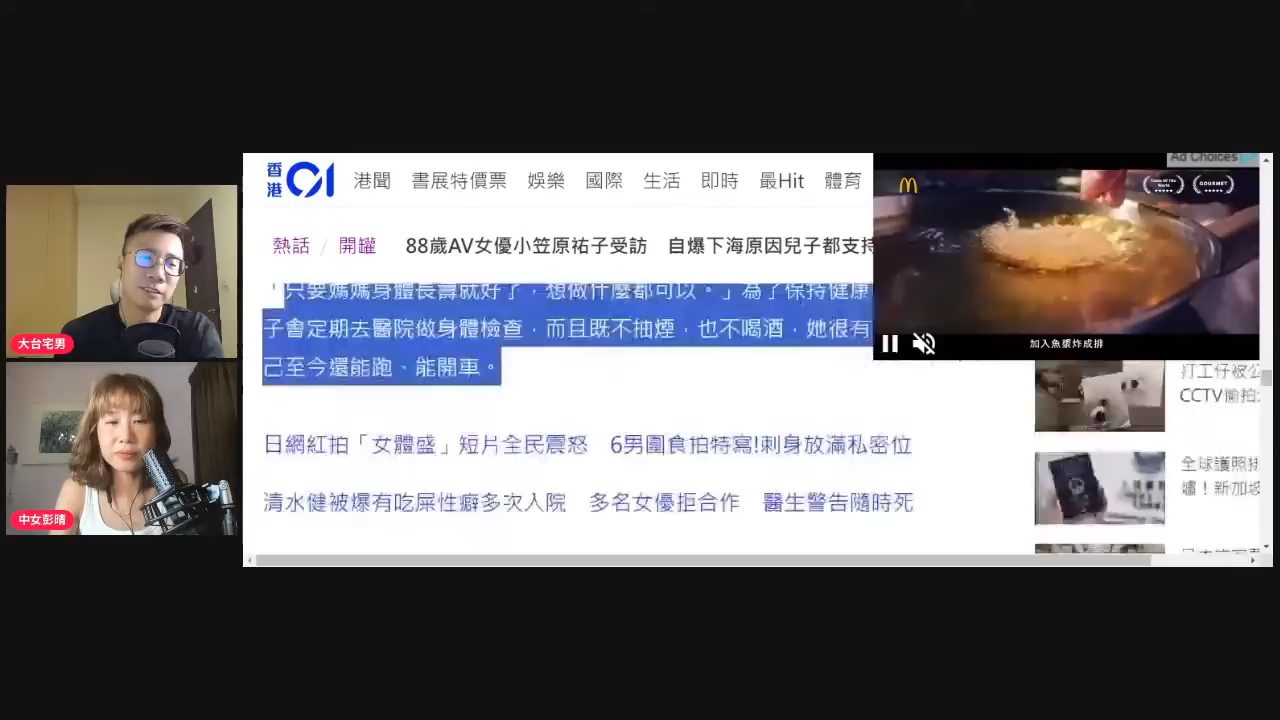 香港01
港聞 書展特價票 娛樂 國際 生活 即時 最Hit 體育
Ad Choices
熱話 / 開罐 88歲AV女優小笠原祐子受訪 自爆下海原因兒子都支持
「只要媽媽身體長壽就好了，想做什麼都可以。」為了保持健康
子會定期去醫院做身體檢查，而且既不抽煙，也不喝酒，她很有
己至今還能跑、能開車。
加入魚漿炸成排
GOURMET
日網紅拍「女體盛」短片全民震怒 6男圍食拍特寫!刺身放滿私密位
清水健被爆有吃屎性癖多次入院 多名女優拒合作 醫生警告隨時死
打工仔被公
CCTV偷拍
全球護照排
爐！新加坡
大台宅男
中女彭晴